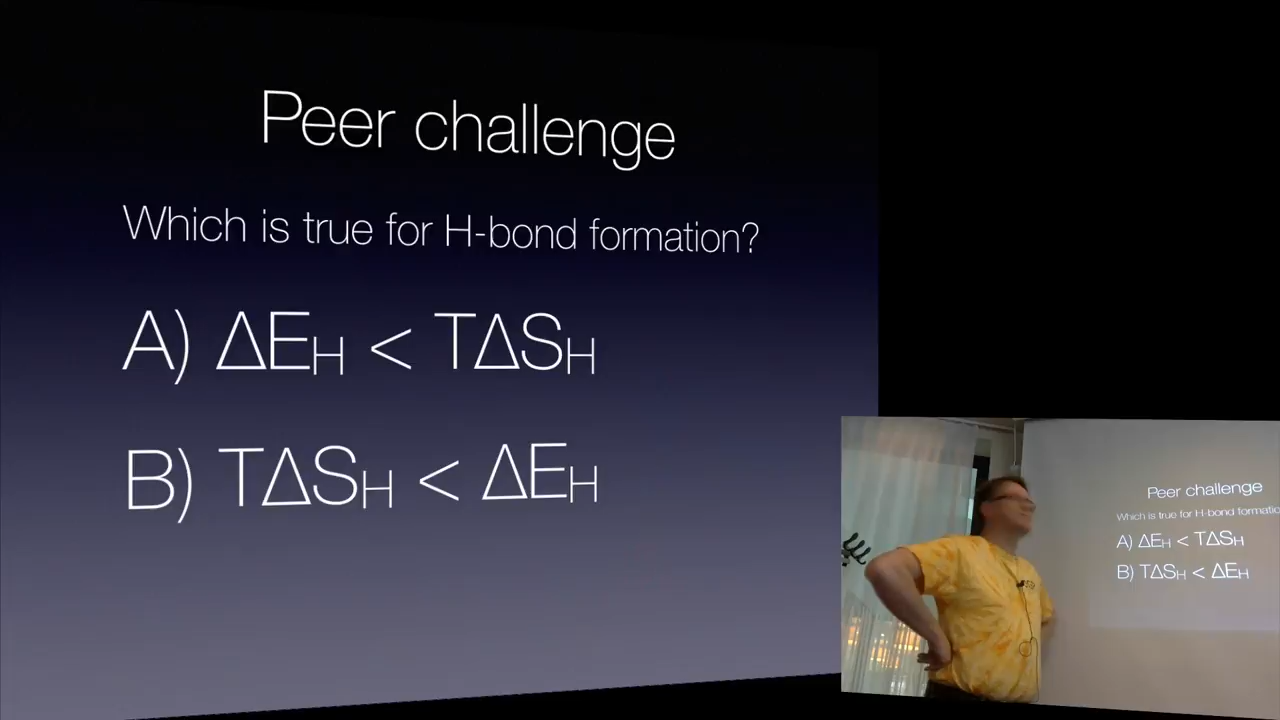 Peer challenge
Which is true for H-bond formation?
A) ΔEH < TΔSH
B) TΔSH < ΔEH
Peer challenge
Which is true for H-bond formatio
A) ΔEH < TΔSH
B) TΔSH < ΔEH